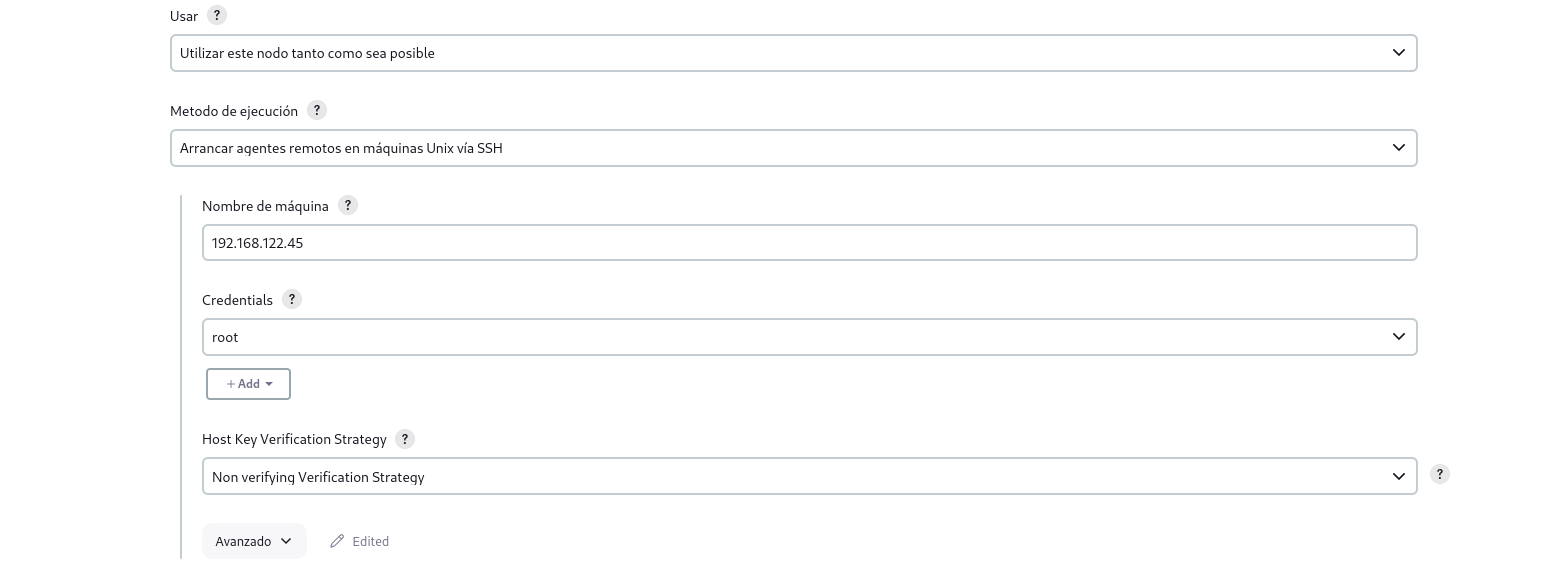 Usar ?
Utilizar este nodo tanto como sea posible
Metodo de ejecución ?
Arrancar agentes remotos en máquinas Unix vía SSH
Nombre de máquina ?
192.168.122.45
Credentials ?
root
+ Add
Host Key Verification Strategy ?
Non verifying Verification Strategy ?
Avanzado Edited